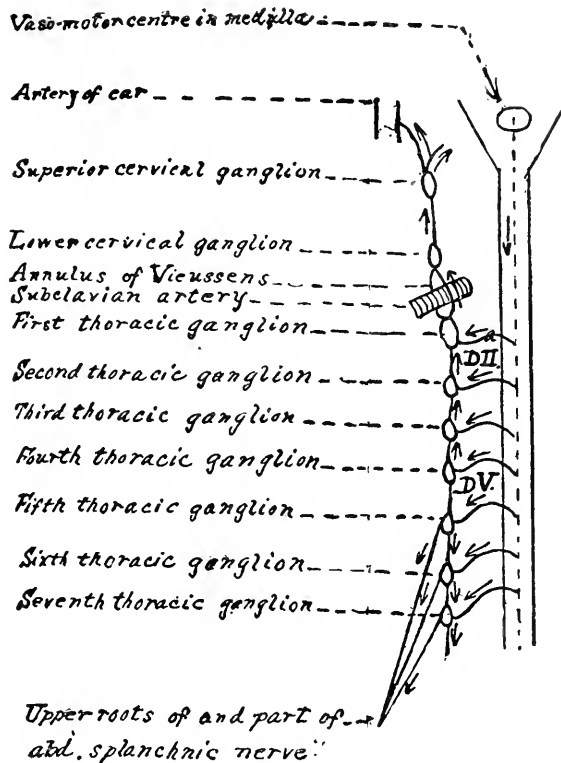 Vaso-motor centre in medulla
Artery of ear
Superior cervical ganglion
Lower cervical ganglion
Annulus of Vieussens
Subclavian artery
First thoracic ganglion
a
D II.
Second thoracic ganglion
Third thoracic ganglion
Fourth thoracic ganglion
D V.
Fifth thoracic ganglion
Sixth thoracic ganglion
Seventh thoracic ganglion
Upper roots of and part of
abd. splanchnic nerve